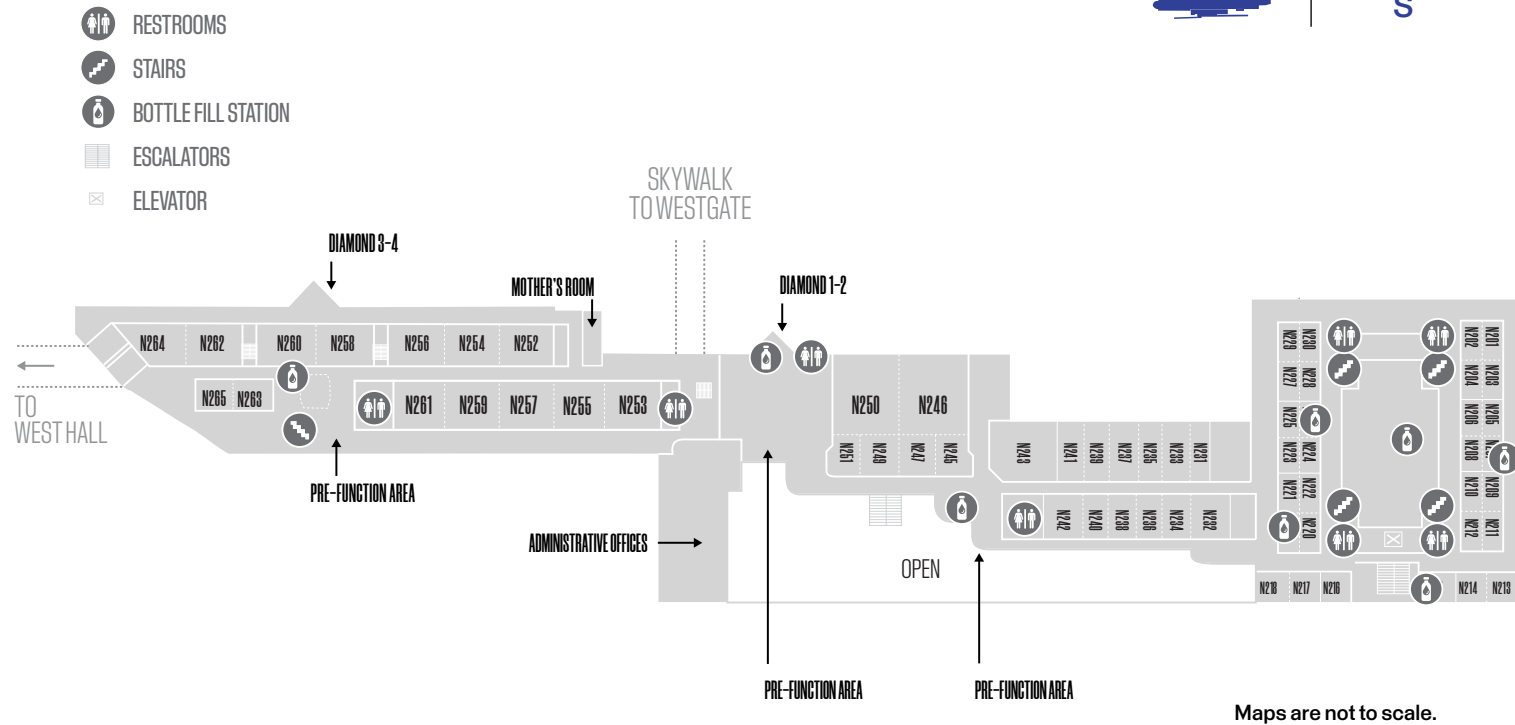 S
RESTROOMS
STAIRS
BOTTLE FILL STATION
ESCALATORS
ELEVATOR
SKYWALK
TO WESTGATE
DIAMOND 3-4
MOTHER'S ROOM
DIAMOND 1-2
N264
N262
N260
N258
N256
N254
N252
N265
N263
N261
N259
N257
N255
N253
TO
WEST HALL
PRE-FUNCTION AREA
ADMINISTRATIVE OFFICES
N250
N246
N251
N249
N247
N245
N243
N241
N239
N237
N235
N233
N231
N242
N240
N238
N236
N234
N232
OPEN
N229
N230
N227
N228
N225
N223
N224
N221
N222
N220
N202
N201
N204
N203
N206
N205
N208
N210
N209
N212
N211
N218
N217
N216
N214
N213
PRE-FUNCTION AREA
PRE-FUNCTION AREA
Maps are not to scale.